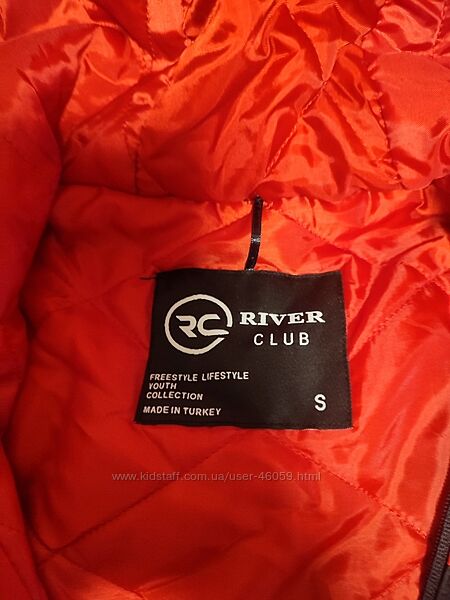 RC RIVER
CLUB
FREESTYLE LIFESTYLE
YOUTH
COLLECTION
MADE IN TURKEY
S
www.kidstaff.com.ua/user-46059.html